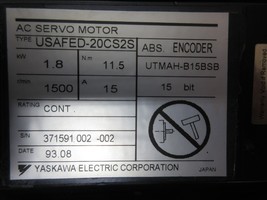 AC SERVO MOTOR
TYPE USAFED-20CS2S
ABS. ENCODER
kW 1.8 N·m 11.5
UTMAH-B15BSB
r/min 1500 A 15
15 bit
RATING CONT.
S/N 371591 002 -002
DATE 93.08
YASKAWA ELECTRIC CORPORATION JAPAN